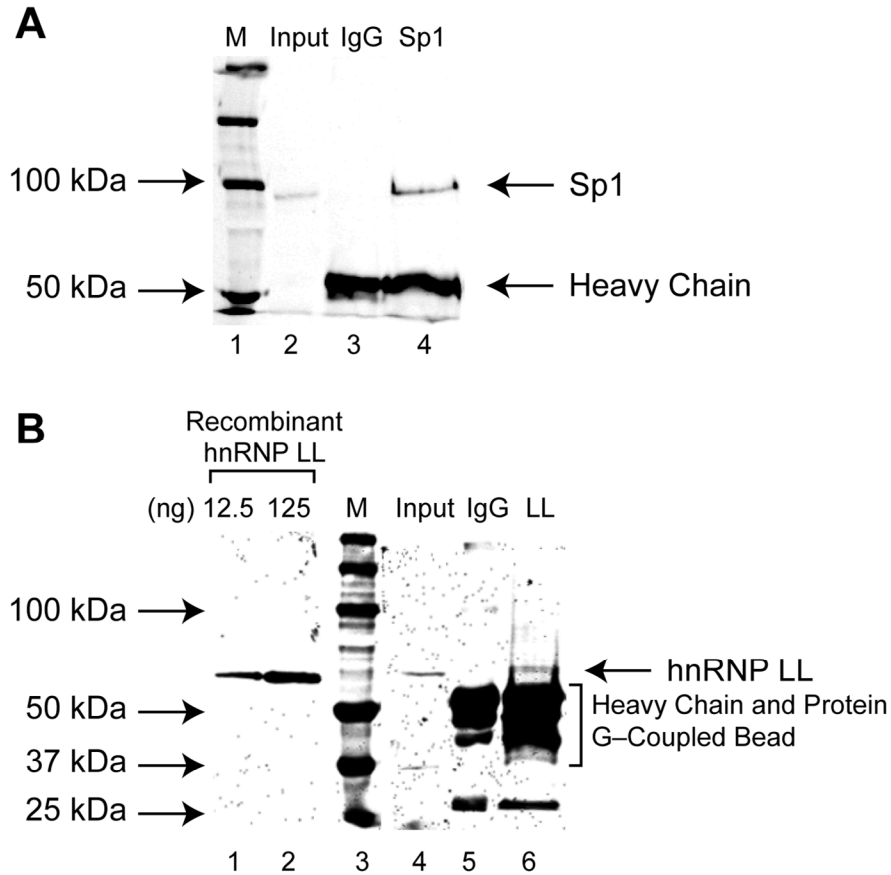 A
M Input IgG Sp1
100 kDa Sp1
50 kDa Heavy Chain
1 2 3 4
B
Recombinant
hnRNP LL
(ng) 12.5 125 M Input IgG LL
100 kDa
hnRNP LL
50 kDa Heavy Chain and Protein
G–Coupled Bead
37 kDa
25 kDa
1 2 3 4 5 6